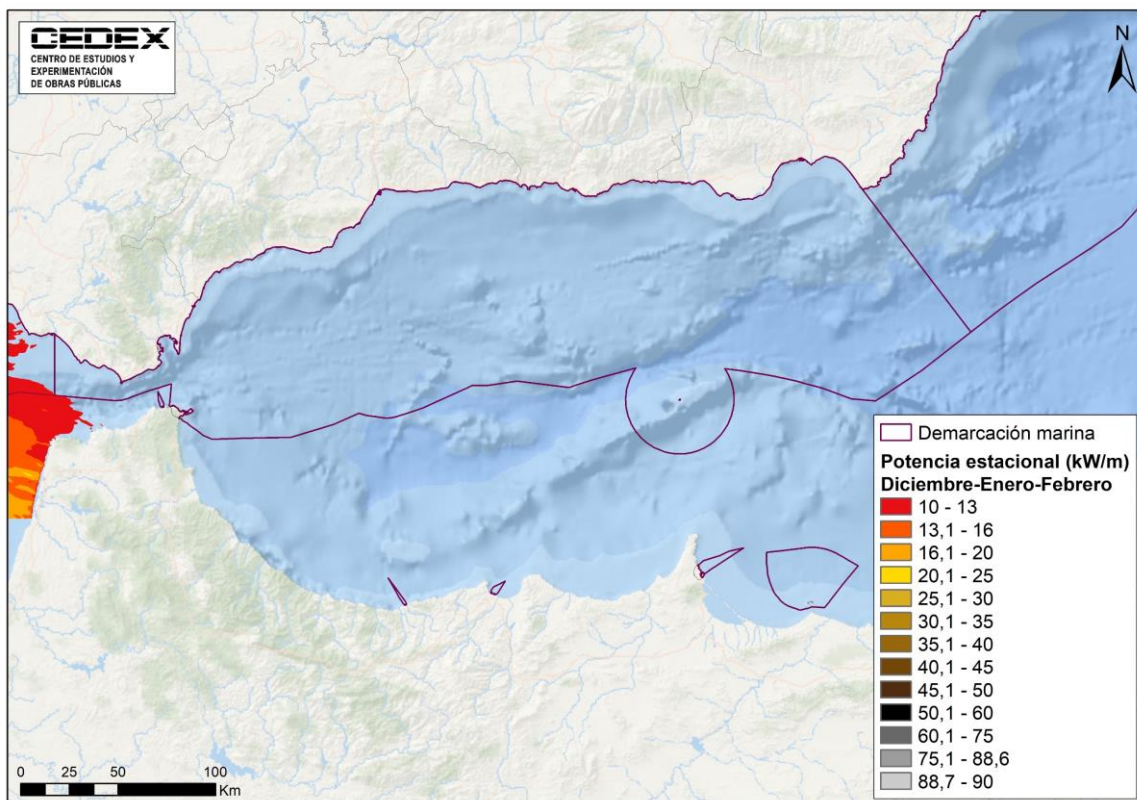 CEDEX
CENTRO DE ESTUDIOS Y
EXPERIMENTACIÓN
DE OBRAS PÚBLICAS
N
Demarcación marina
Potencia estacional (kW/m)
Diciembre-Enero-Febrero
10 - 13
13,1 - 16
16,1 - 20
20,1 - 25
25,1 - 30
30,1 - 35
35,1 - 40
40,1 - 45
45,1 - 50
50,1 - 60
60,1 - 75
75,1 - 88,6
88,7 - 90
0 25 50 100
Km